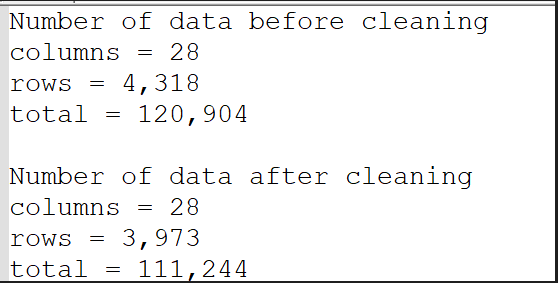 Number of data before cleaning
columns = 28
rows = 4,318
total = 120,904
Number of data after cleaning
columns = 28
rows = 3,973
total = 111,244